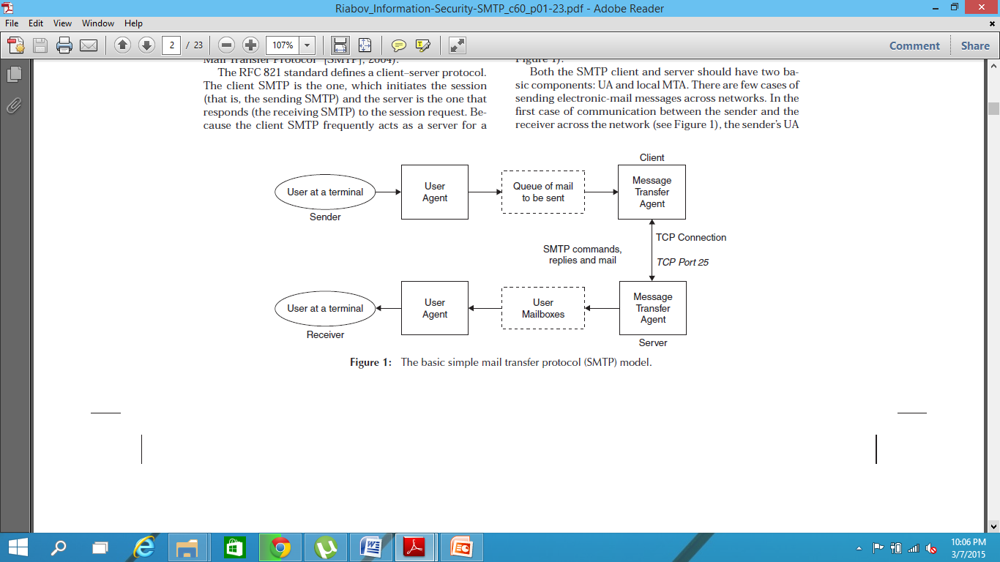 Riabov_Information-Security-SMTP_c60_p01-23.pdf - Adobe Reader
File Edit View Window Help
2 / 23 107% Comment Share
Mail Transfer Protocol" [SMTP], 2004).
The RFC 821 standard defines a client–server protocol.
The client SMTP is the one, which initiates the session
(that is, the sending SMTP) and the server is the one that
responds (the receiving SMTP) to the session request. Be-
cause the client SMTP frequently acts as a server for a
Figure 1).
Both the SMTP client and server should have two ba-
sic components: UA and local MTA. There are few cases of
sending electronic-mail messages across networks. In the
first case of communication between the sender and the
receiver across the network (see Figure 1), the sender's UA
Client
User at a terminal
Sender
User
Agent
Queue of mail
to be sent
Message
Transfer
Agent
SMTP commands,
replies and mail
TCP Connection
TCP Port 25
User at a terminal
Receiver
User
Agent
User
Mailboxes
Message
Transfer
Agent
Server
Figure 1: The basic simple mail transfer protocol (SMTP) model.
10:06 PM
3/7/2015